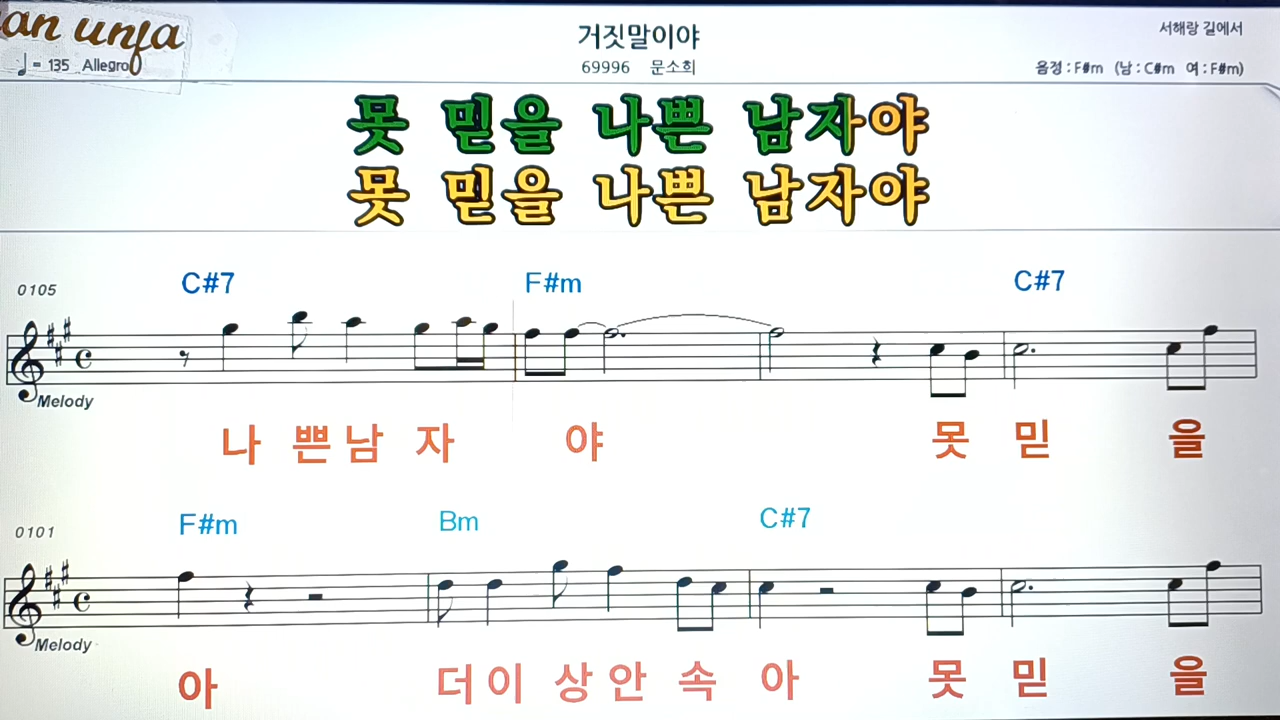 an unfa
♩= 135 Allegro
거짓말이야
69996 문소희
서해랑 길에서
음정 : F#m (남 : C#m 여 : F#m)
못 믿을 나쁜 남자야
못 믿을 나쁜 남자야
C#7 F#m C#7
0105
Melody
나 쁜 남 자 야 못 믿 을
F#m Bm C#7
0101
Melody
아 더 이 상 안 속 아 못 믿 을